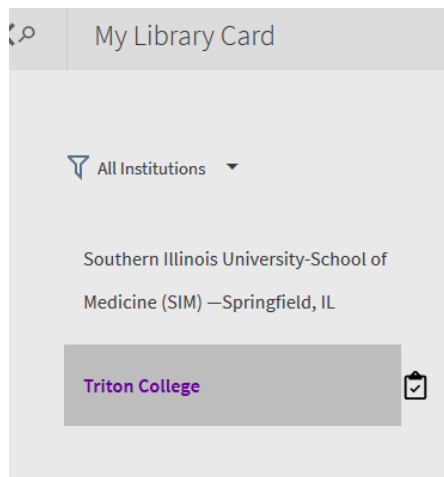 My Library Card
All Institutions
Southern Illinois University-School of
Medicine (SIM) —Springfield, IL
Triton College